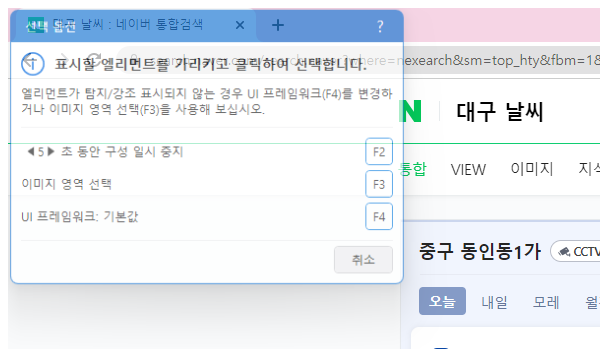 선택 옵션
대구 날씨 : 네이버 통합검색
?
표시할 엘리먼트를 가리키고 클릭하여 선택합니다.
here=nexearch&sm=top_hty&fbm=1&
엘리먼트가 탐지/강조 표시되지 않는 경우 UI 프레임워크(F4)를 변경하
거나 이미지 영역 선택(F3)을 사용해 보십시오.
N 대구 날씨
◀ 5 ▶ 초 동안 구성 일시 중지 F2
통합 VIEW 이미지 지식
이미지 영역 선택 F3
UI 프레임워크: 기본값 F4
취소
중구 동인동1가 CCTV
오늘 내일 모레